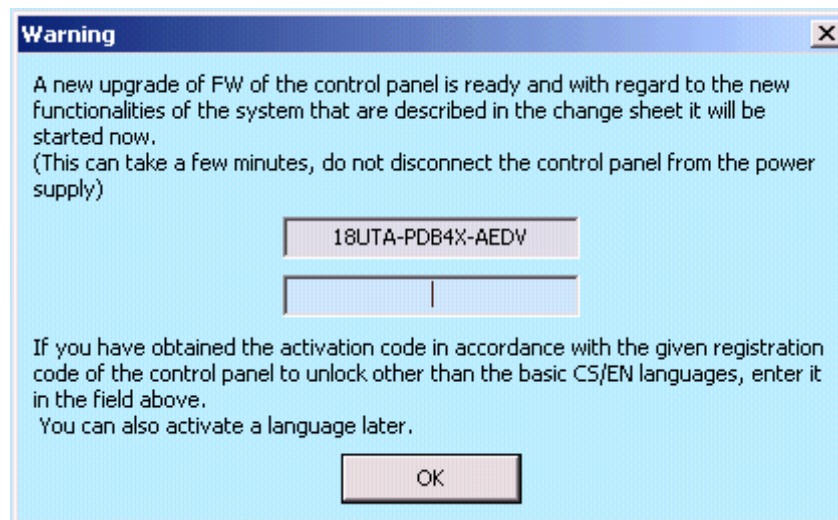 Warning
A new upgrade of FW of the control panel is ready and with regard to the new
functionalities of the system that are described in the change sheet it will be
started now.
(This can take a few minutes, do not disconnect the control panel from the power
supply)
18UTA-PDB4X-AEDV
If you have obtained the activation code in accordance with the given registration
code of the control panel to unlock other than the basic CS/EN languages, enter it
in the field above.
You can also activate a language later.
OK